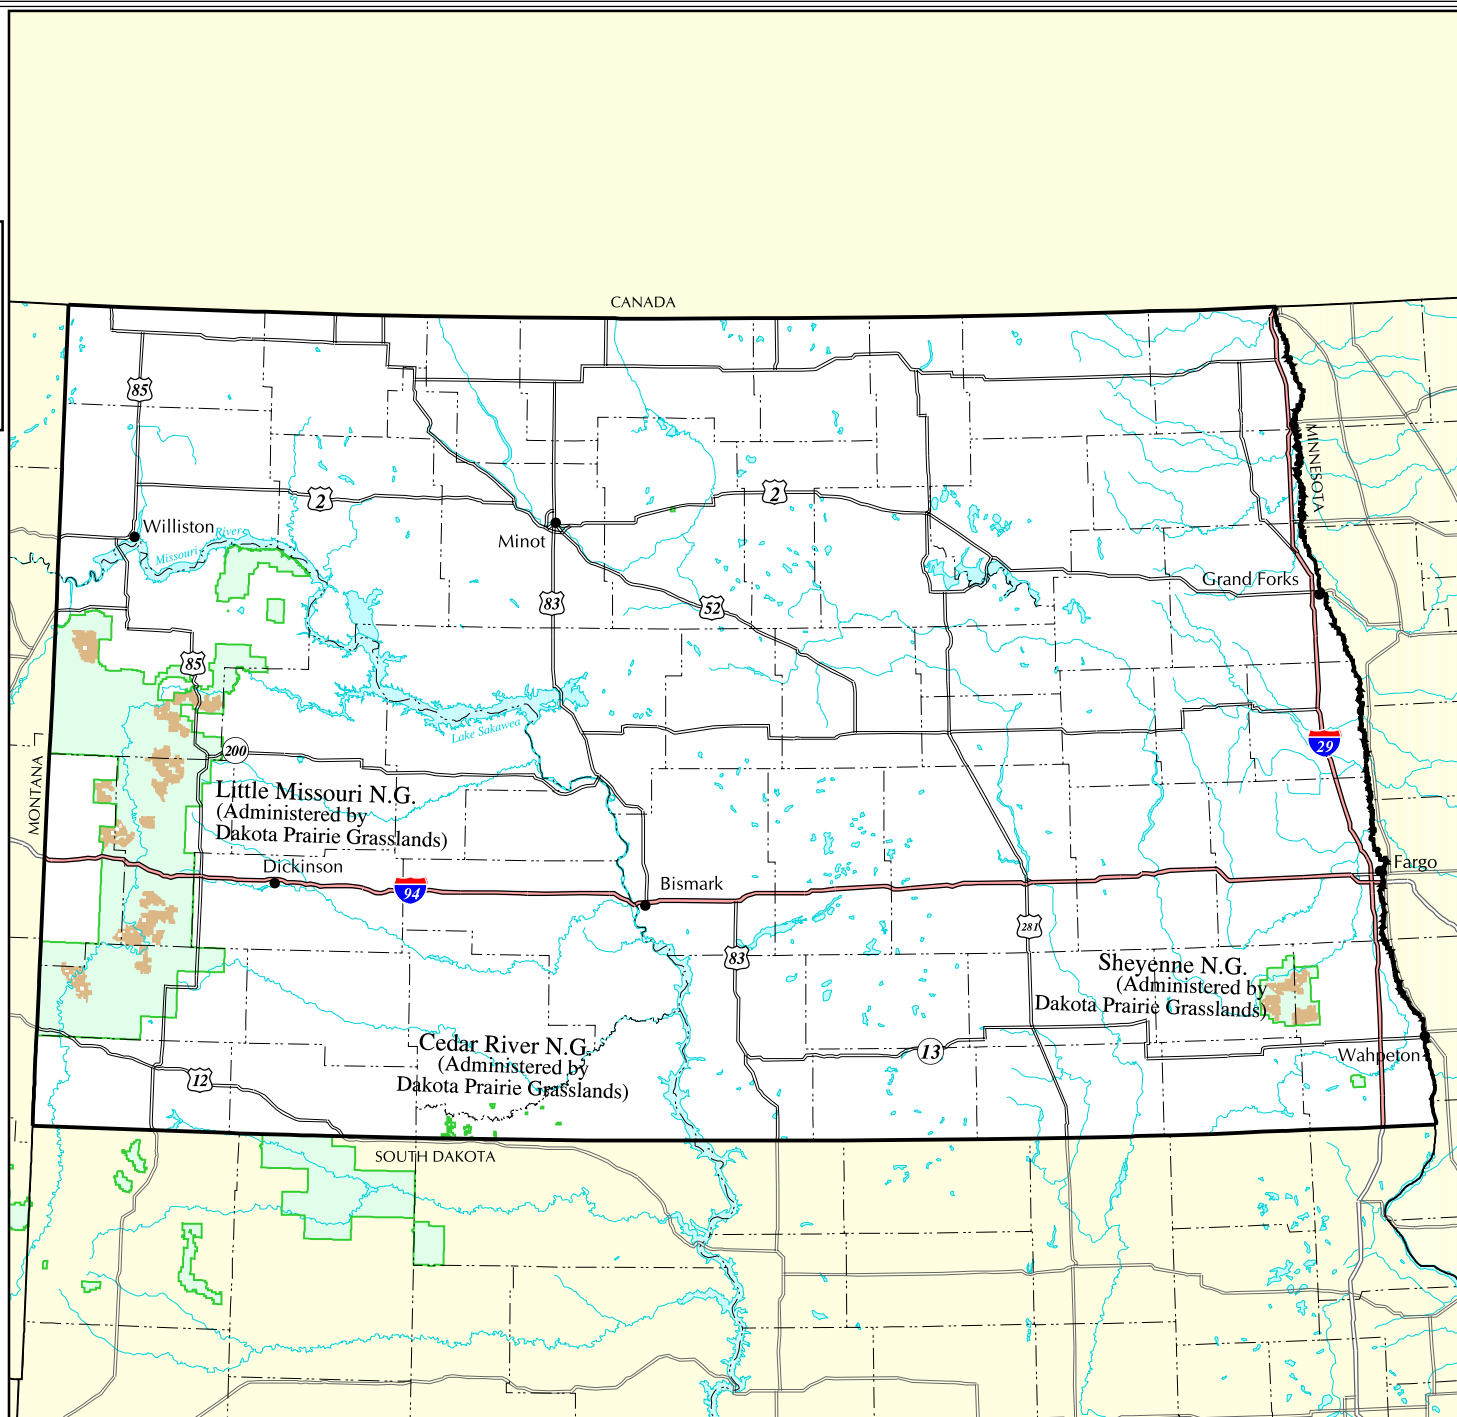 CANADA
85
MINNESOTA
2
2
Williston
Missouri River
Minot
Grand Forks
83
52
85
Lake Sakawea
29
200
MONTANA
Little Missouri N.G.
(Administered by
Dakota Prairie Grasslands)
Dickinson
94
Bismark
Fargo
281
83
Sheyenne N.G.
(Administered by
Dakota Prairie Grasslands)
Cedar River N.G.
(Administered by
Dakota Prairie Grasslands)
13
Wahpeton
12
SOUTH DAKOTA